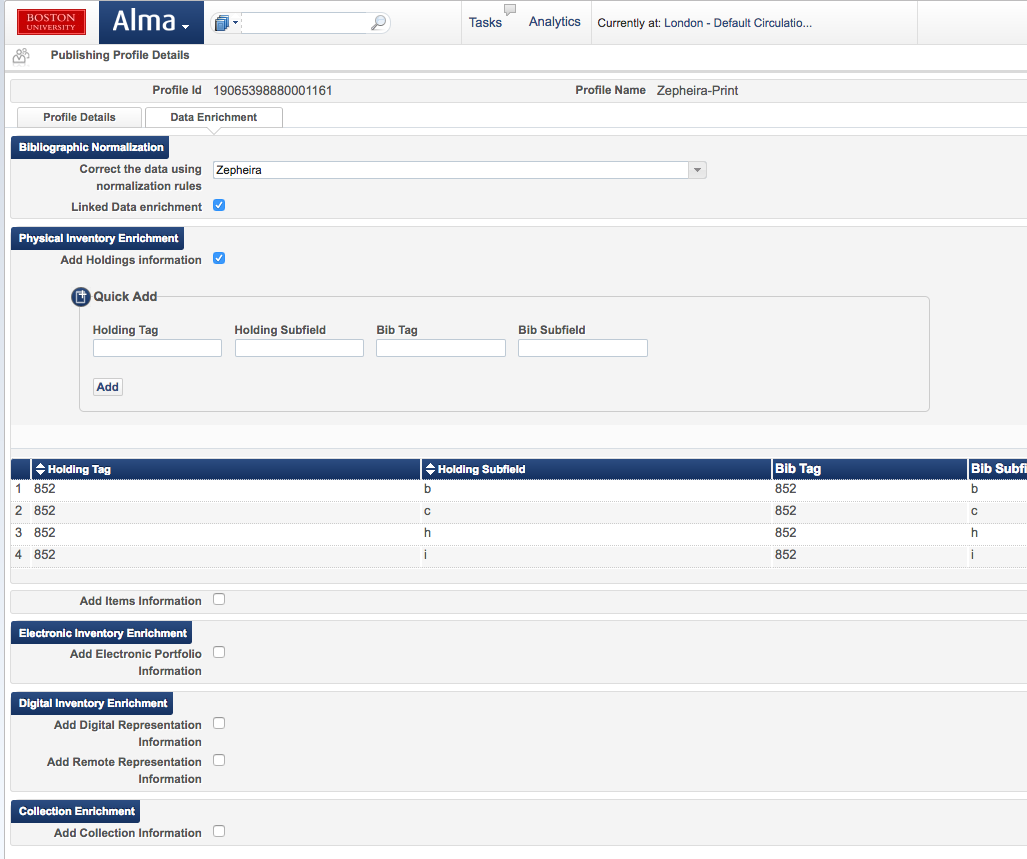 BOSTON
UNIVERSITY
Alma
Tasks
Analytics
Currently at: London - Default Circulatio...
Publishing Profile Details
Profile Id 19065398880001161 Profile Name Zepheira-Print
Profile Details Data Enrichment
Bibliographic Normalization
Correct the data using
normalization rules
Zepheira
Linked Data enrichment
Physical Inventory Enrichment
Add Holdings information
Quick Add
Holding Tag Holding Subfield Bib Tag Bib Subfield
Add
Holding Tag Holding Subfield Bib Tag Bib Subfi
1 852 b 852 b
2 852 c 852 c
3 852 h 852 h
4 852 i 852 i
Add Items Information
Electronic Inventory Enrichment
Add Electronic Portfolio
Information
Digital Inventory Enrichment
Add Digital Representation
Information
Add Remote Representation
Information
Collection Enrichment
Add Collection Information